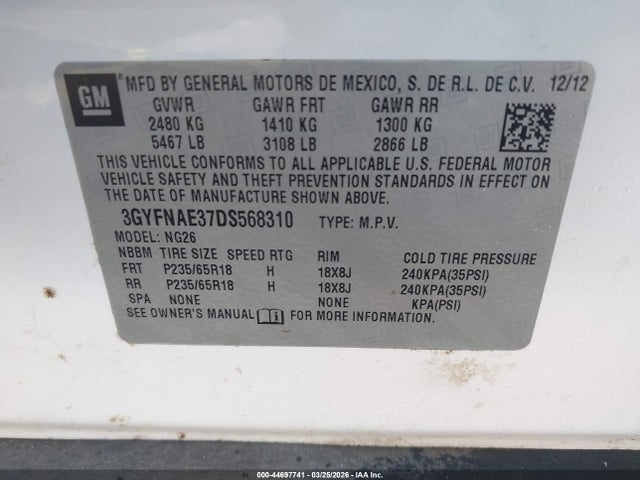 GM
MFD BY GENERAL MOTORS DE MEXICO, S. DE R.L. DE C.V. 12/12
GVWR GAWR FRT GAWR RR
2480 KG 1410 KG 1300 KG
5467 LB 3108 LB 2866 LB
THIS VEHICLE CONFORMS TO ALL APPLICABLE U.S. FEDERAL MOTOR
VEHICLE SAFETY AND THEFT PREVENTION STANDARDS IN EFFECT ON
THE DATE OF MANUFACTURE SHOWN ABOVE.
3GYFNAE37DS568310 TYPE: M.P.V.
MODEL: NG26
NBBM TIRE SIZE SPEED RTG RIM COLD TIRE PRESSURE
FRT P235/65R18 H 18X8J 240KPA(35PSI)
RR P235/65R18 H 18X8J 240KPA(35PSI)
SPA NONE NONE KPA(PSI)
SEE OWNER'S MANUAL i FOR MORE INFORMATION.
000-44697741 | 03/25/2026 | IAA Inc.